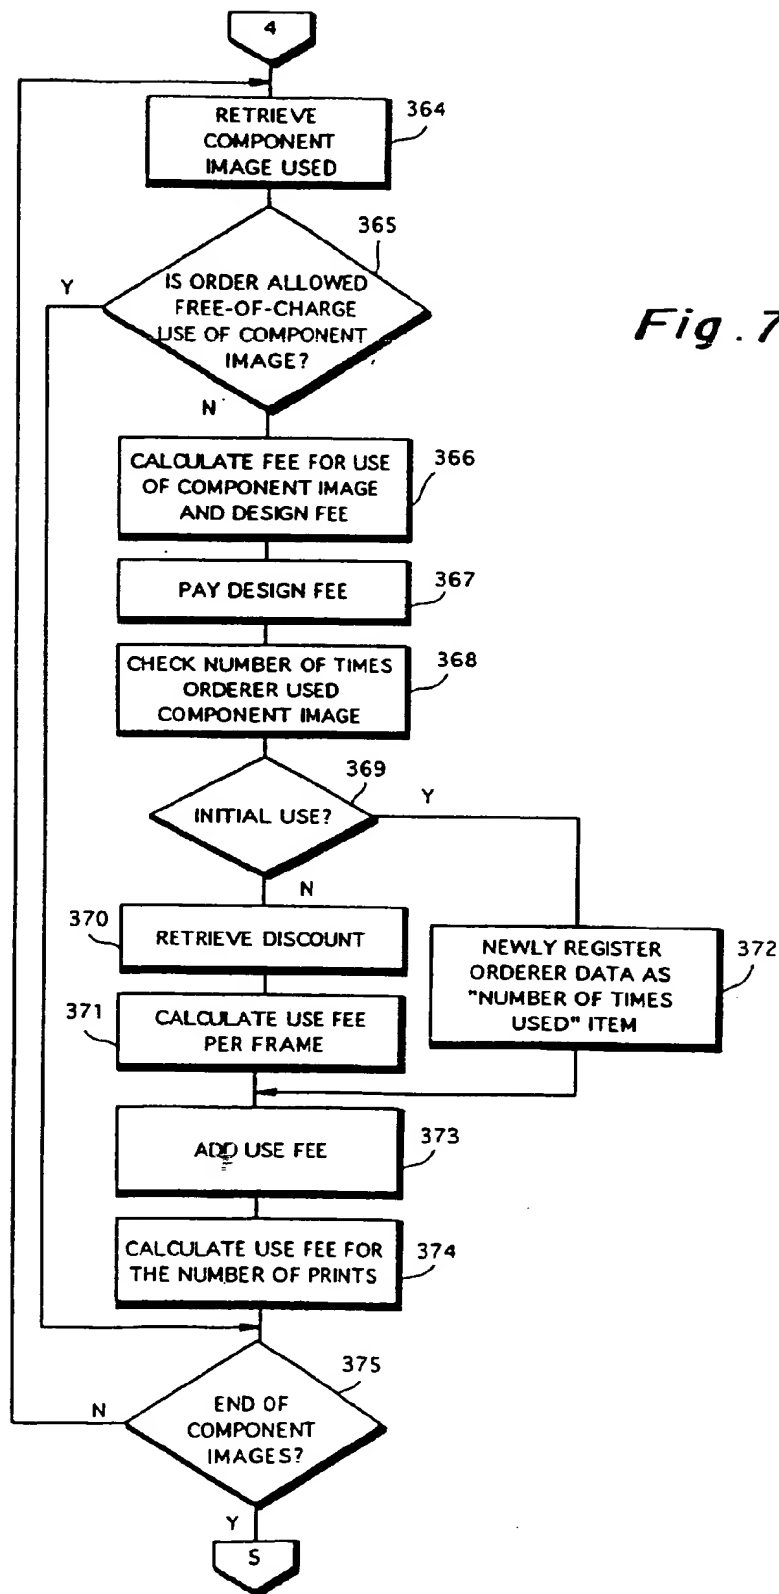 4
RETRIEVE
COMPONENT
IMAGE USED
364
365
Y
IS ORDER ALLOWED
FREE-OF-CHARGE
USE OF COMPONENT
IMAGE?
Fig. 7
N
CALCULATE FEE FOR USE
OF COMPONENT IMAGE
AND DESIGN FEE
366
PAY DESIGN FEE
367
CHECK NUMBER OF TIMES
ORDERER USED
COMPONENT IMAGE
368
369
INITIAL USE?
Y
N
370
RETRIEVE DISCOUNT
371
CALCULATE USE FEE
PER FRAME
NEWLY REGISTER
ORDERER DATA AS
"NUMBER OF TIMES
USED" ITEM
372
ADD USE FEE
373
CALCULATE USE FEE FOR
THE NUMBER OF PRINTS
374
375
N
END OF
COMPONENT
IMAGES?
Y
5